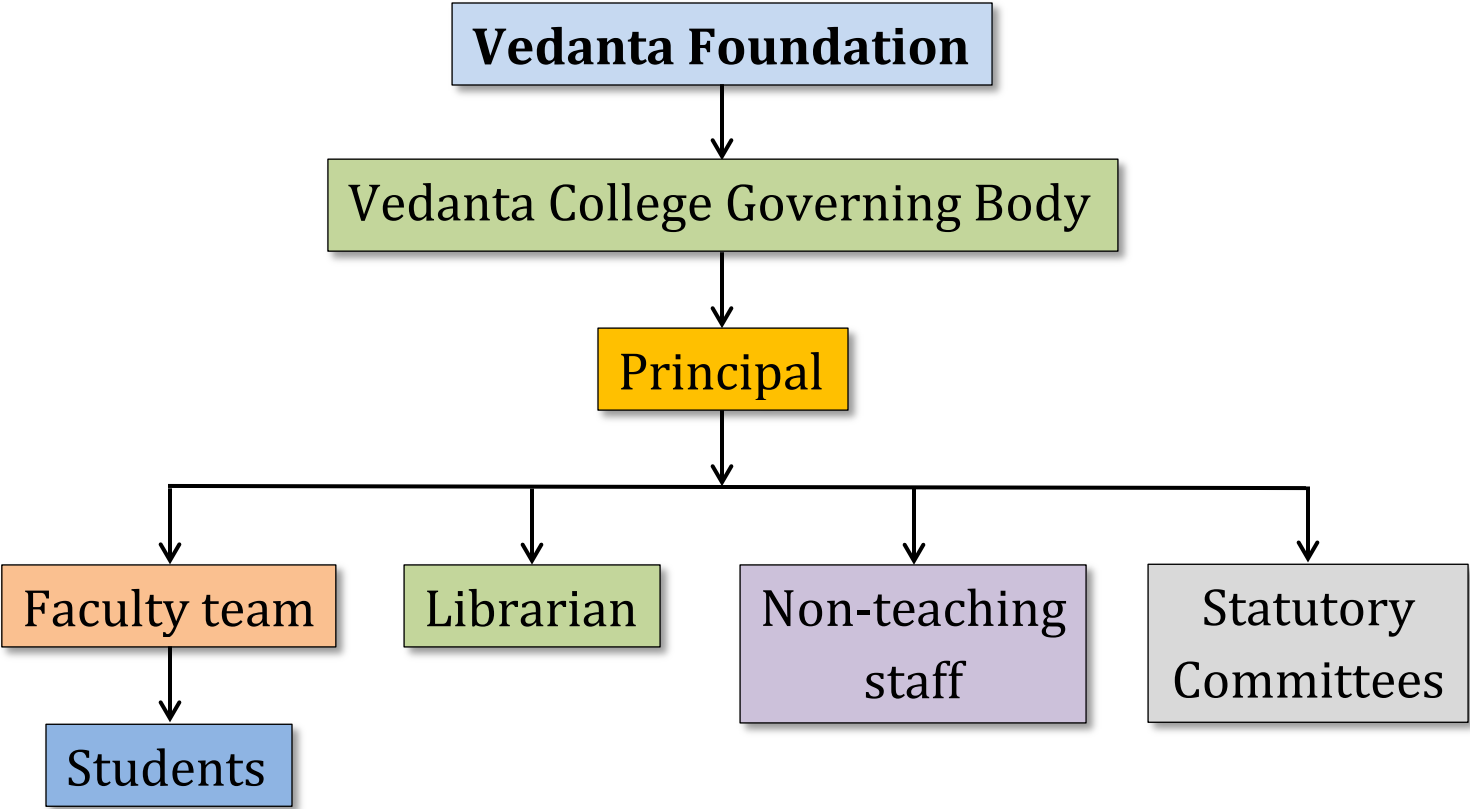 Vedanta Foundation
Vedanta College Governing Body
Principal
Faculty team
Librarian
Non-teaching
staff
Statutory
Committees
Students